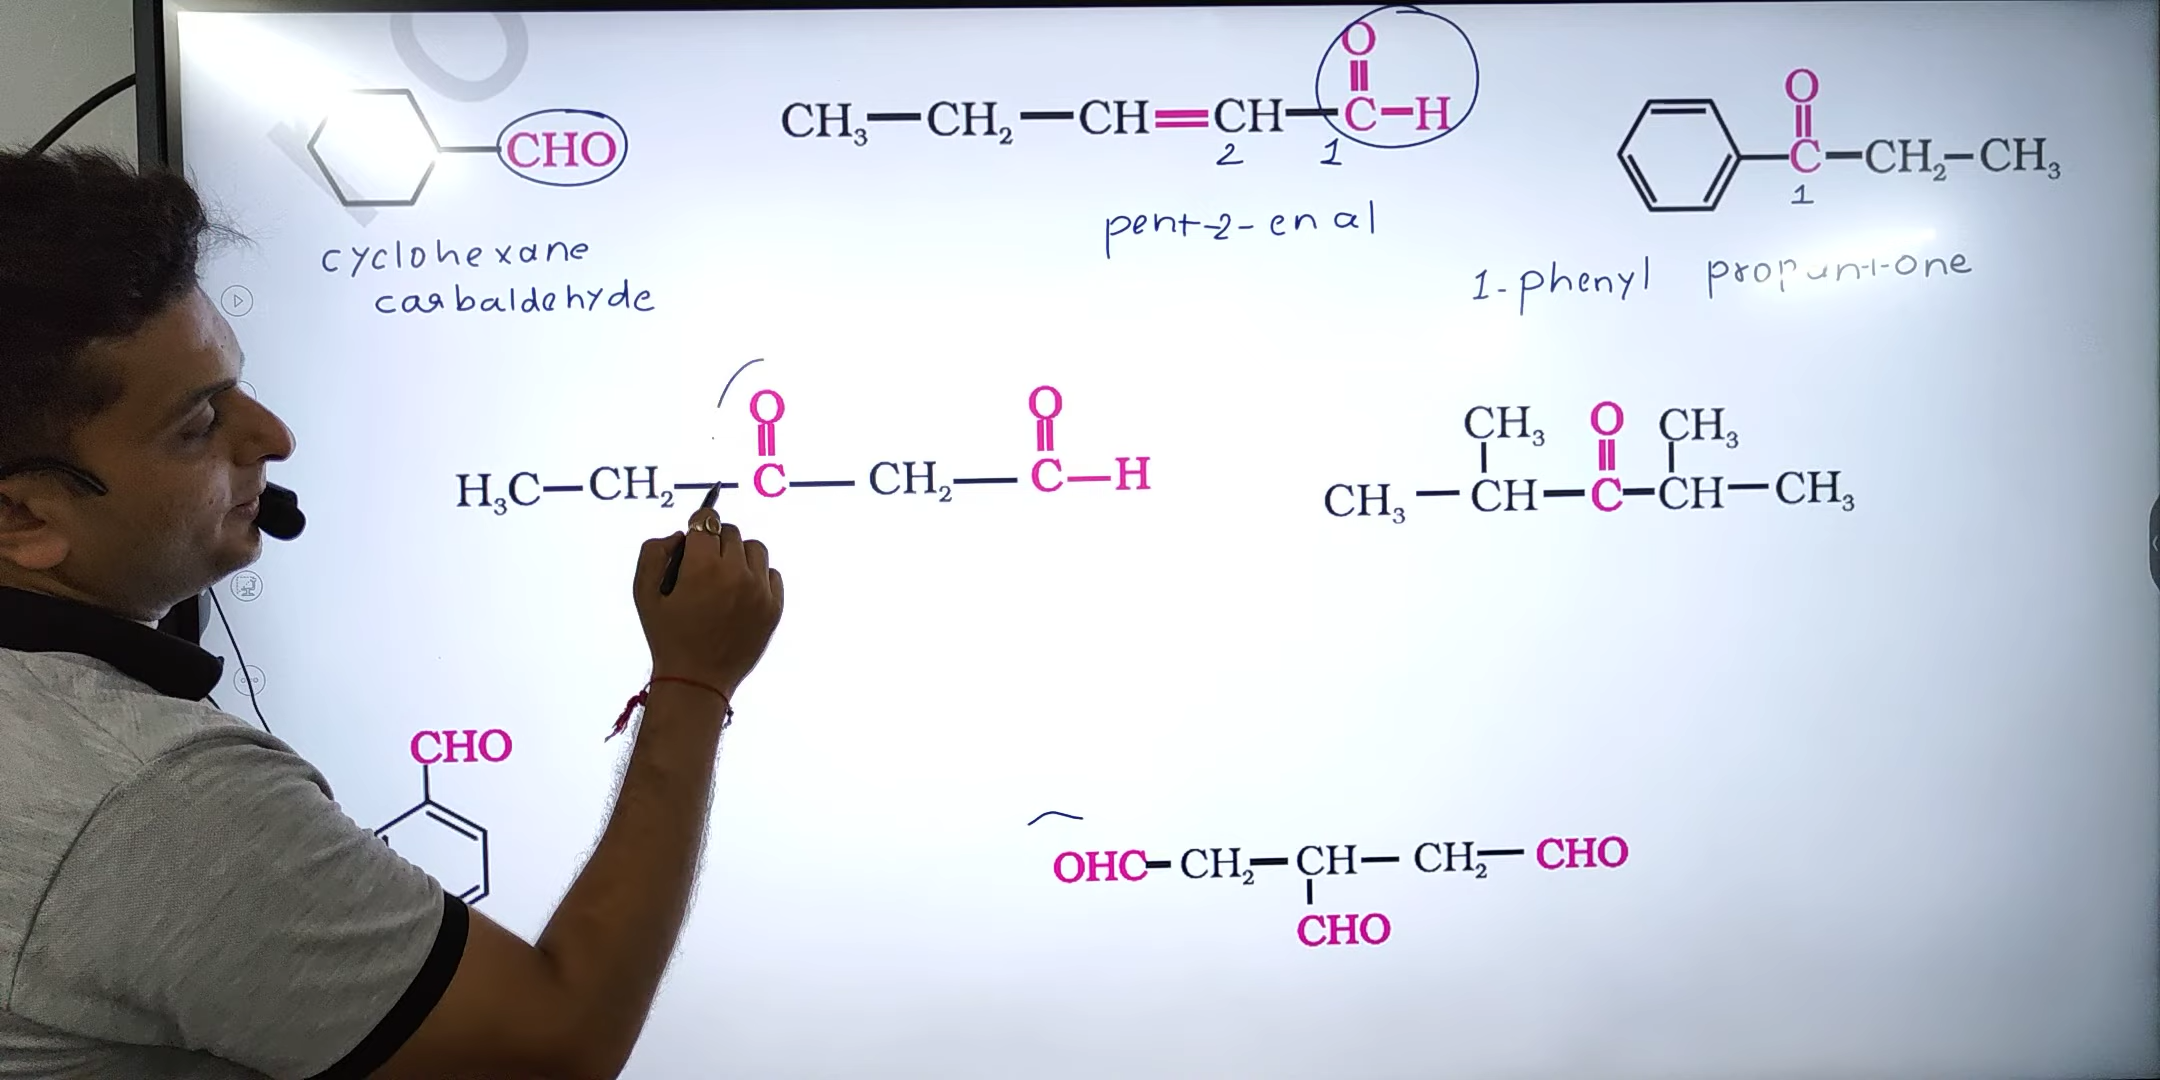 CHO
cyclohexane
carbaldehyde
O
CH₃—CH₂—CH=CH—C—H
2 1
pent-2-enal
O
C—CH₂—CH₃
1
1-phenyl propan-1-one
O O
H₃C—CH₂—C—CH₂—C—H
CH₃ O CH₃
CH₃—CH—C—CH—CH₃
CHO
OHC—CH₂—CH—CH₂—CHO
CHO